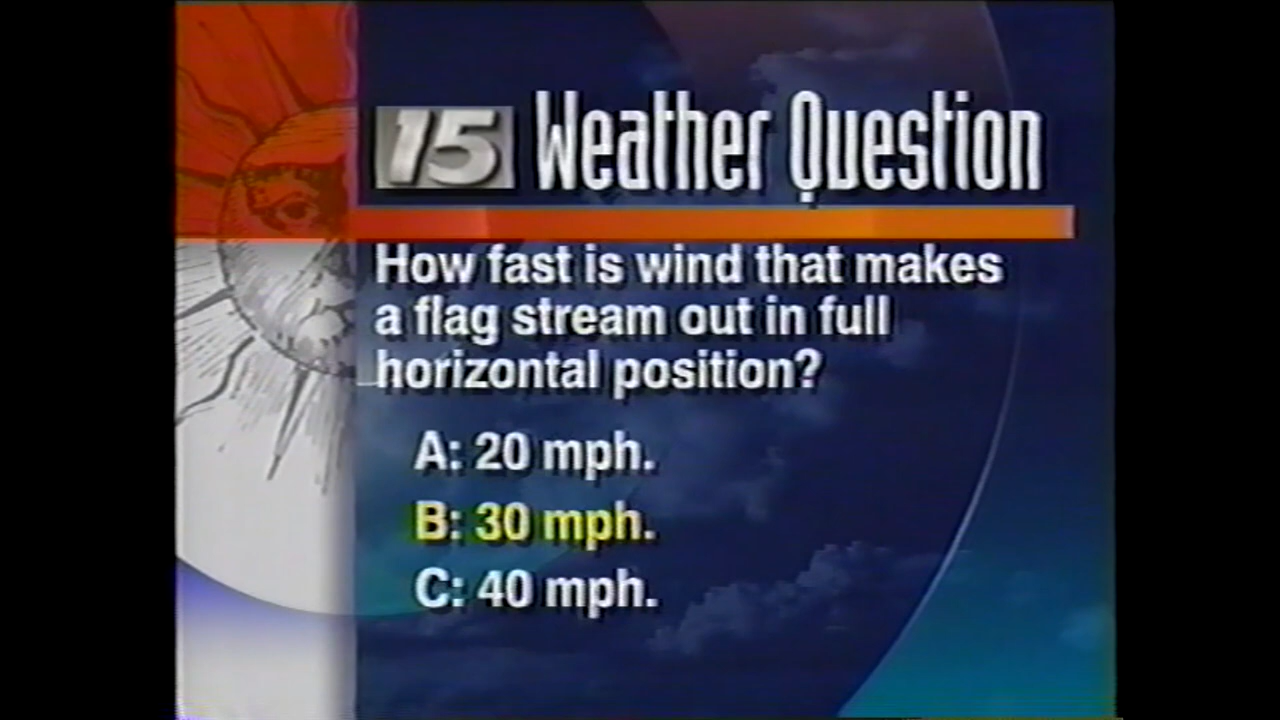 15 Weather Question
How fast is wind that makes
a flag stream out in full
horizontal position?
A: 20 mph.
B: 30 mph.
C: 40 mph.